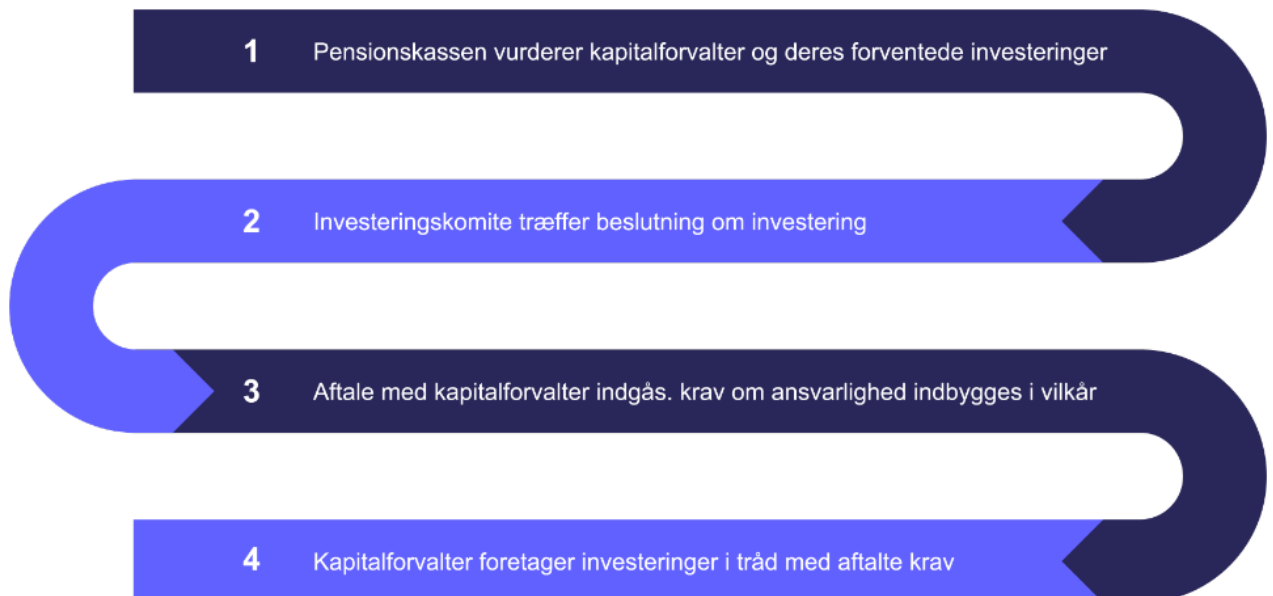 1 Pensionskassen vurderer kapitalforvalter og deres forventede investeringer
2 Investeringskomite træffer beslutning om investering
3 Aftale med kapitalforvalter indgås. krav om ansvarlighed indbygges i vilkår
4 Kapitalforvalter foretager investeringer i tråd med aftalte krav